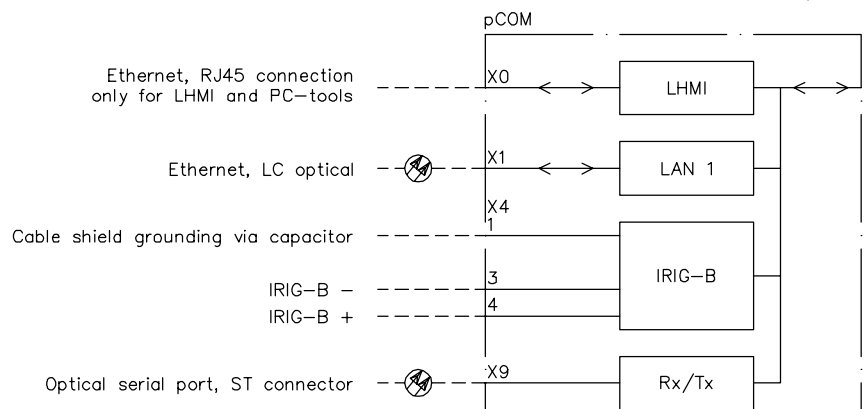 pCOM
Ethernet, RJ45 connection
only for LHMI and PC-tools
X0
LHMI
Ethernet, LC optical
X1
LAN 1
X4
1
Cable shield grounding via capacitor
IRIG-B
3
IRIG-B -
4
IRIG-B +
X9
Optical serial port, ST connector
Rx/Tx